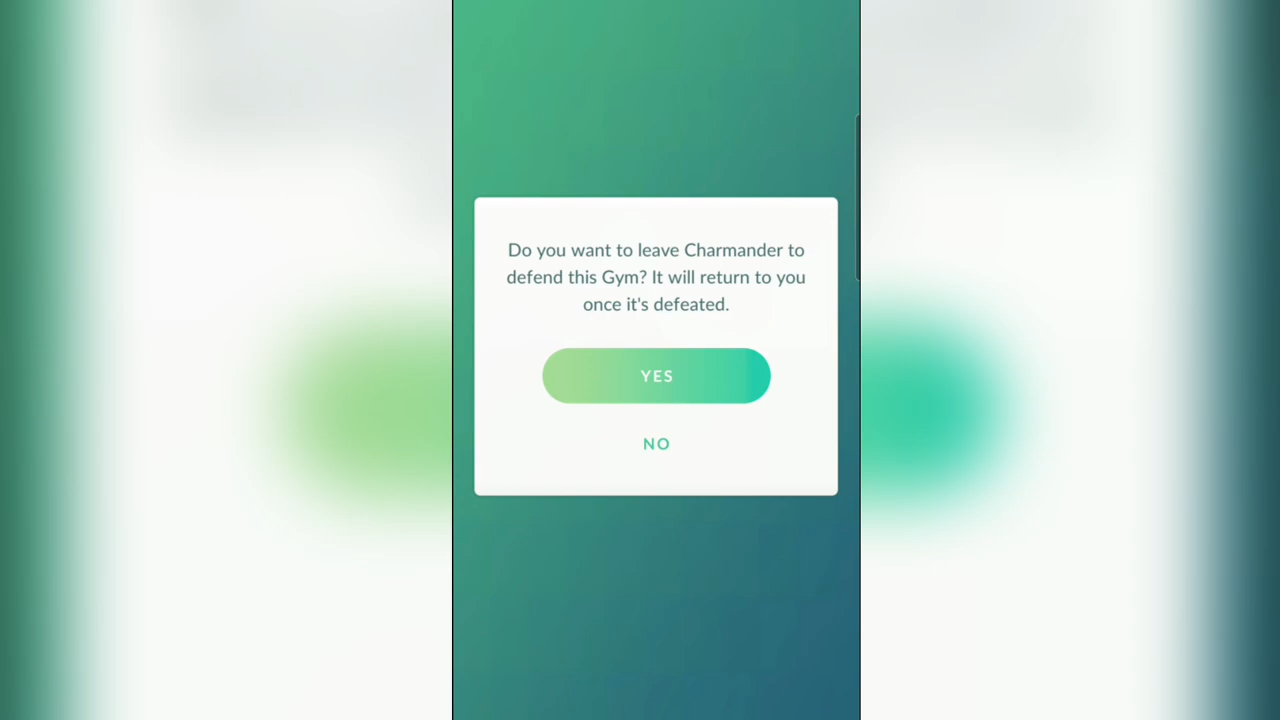 Do you want to leave Charmander to
defend this Gym? It will return to you
once it's defeated.
YES
NO